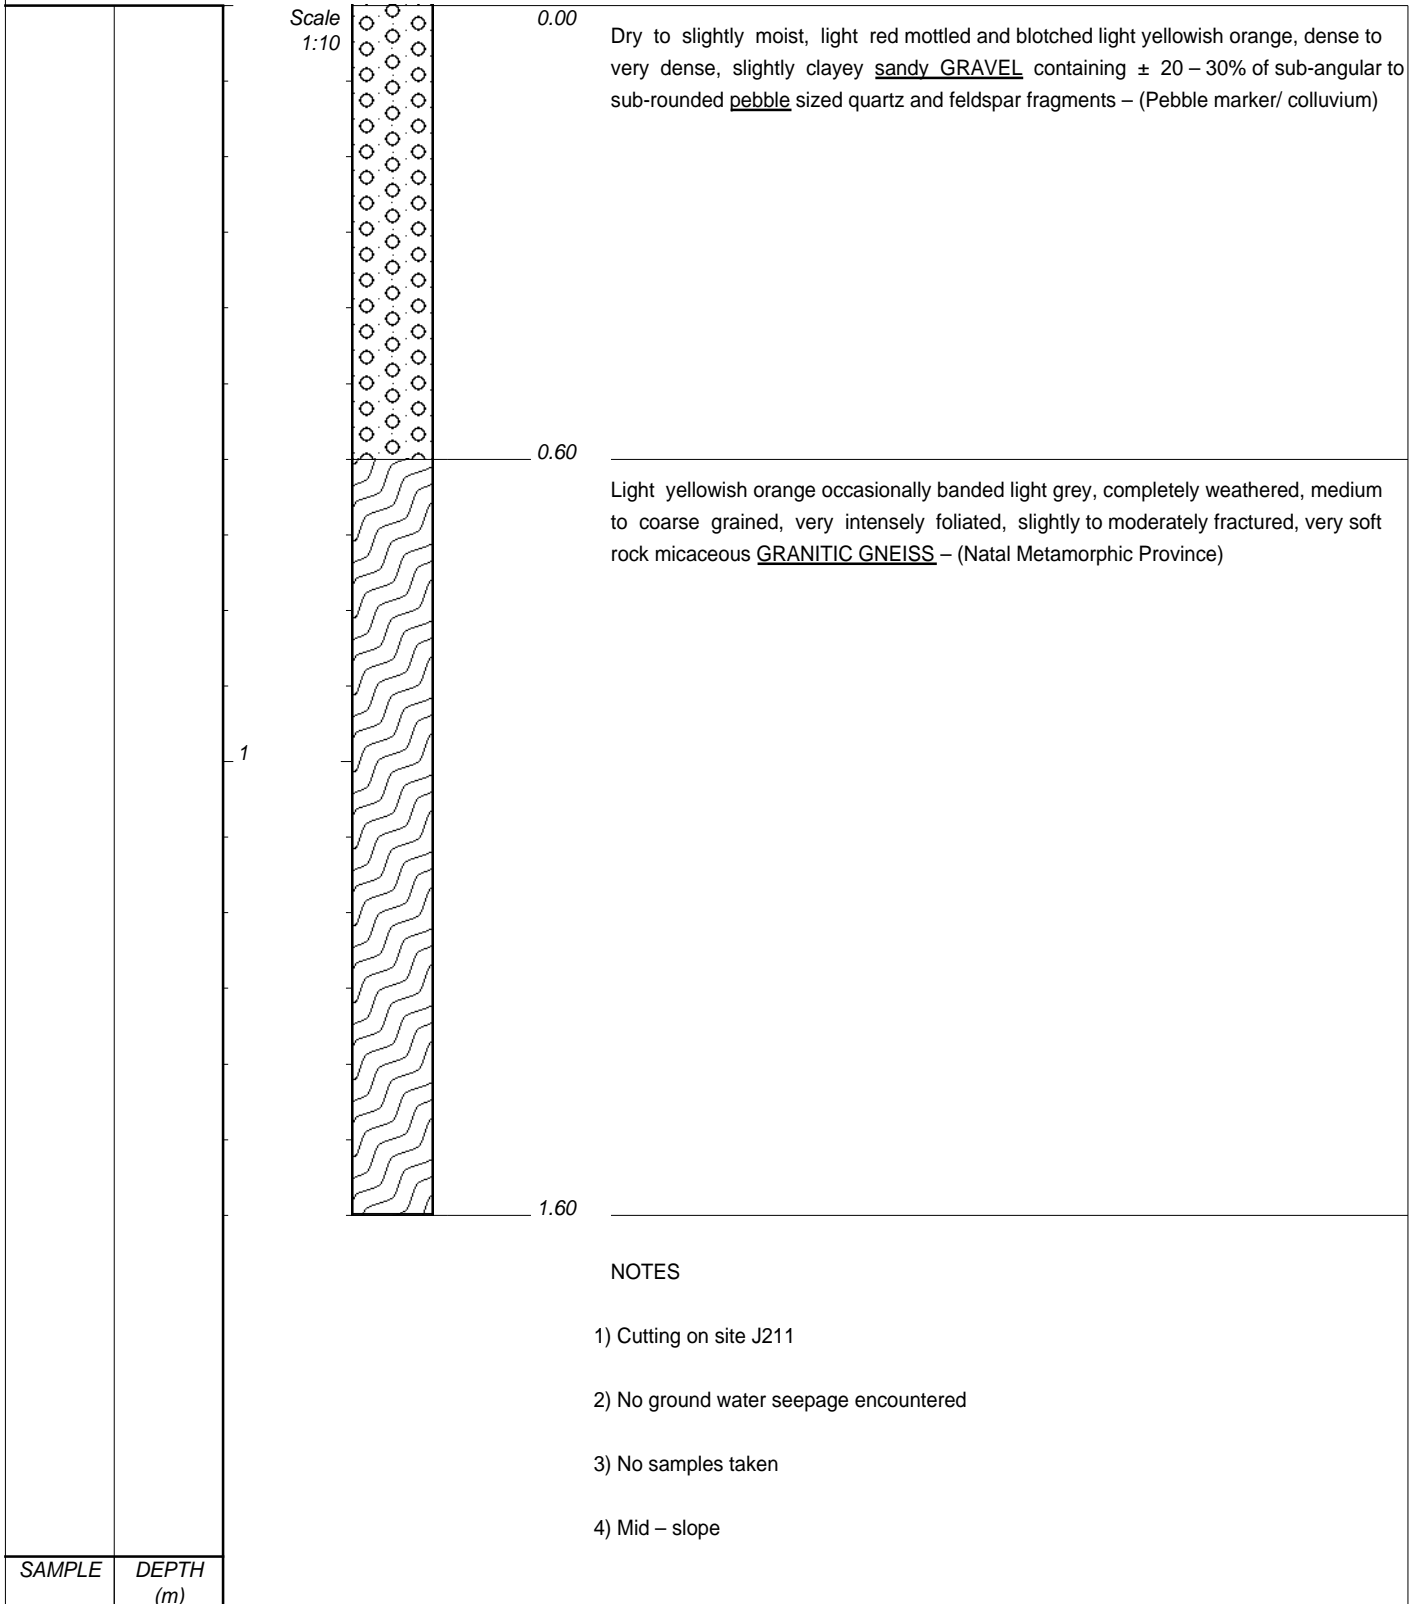 Scale
1:10
0.00
Dry to slightly moist, light red mottled and blotched light yellowish orange, dense to
very dense, slightly clayey sandy GRAVEL containing ± 20 – 30% of sub-angular to
sub-rounded pebble sized quartz and feldspar fragments – (Pebble marker/ colluvium)
0.60
Light yellowish orange occasionally banded light grey, completely weathered, medium
to coarse grained, very intensely foliated, slightly to moderately fractured, very soft
rock micaceous GRANITIC GNEISS – (Natal Metamorphic Province)
1
1.60
NOTES
1) Cutting on site J211
2) No ground water seepage encountered
3) No samples taken
4) Mid – slope
SAMPLE DEPTH
(m)